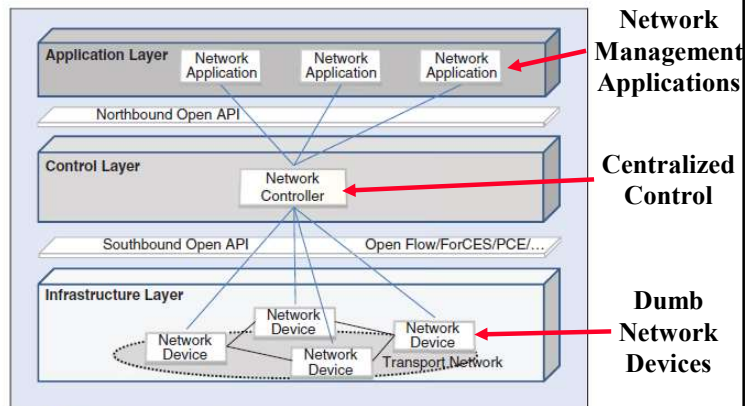 Application Layer
Network
Application
Network
Application
Network
Application
Network
Management
Applications
Northbound Open API
Control Layer
Network
Controller
Centralized
Control
Southbound Open API
Open Flow/ForCES/PCE/…
Infrastructure Layer
Network
Device
Network
Device
Network
Device
Network
Device
Transport Network
Dumb
Network
Devices